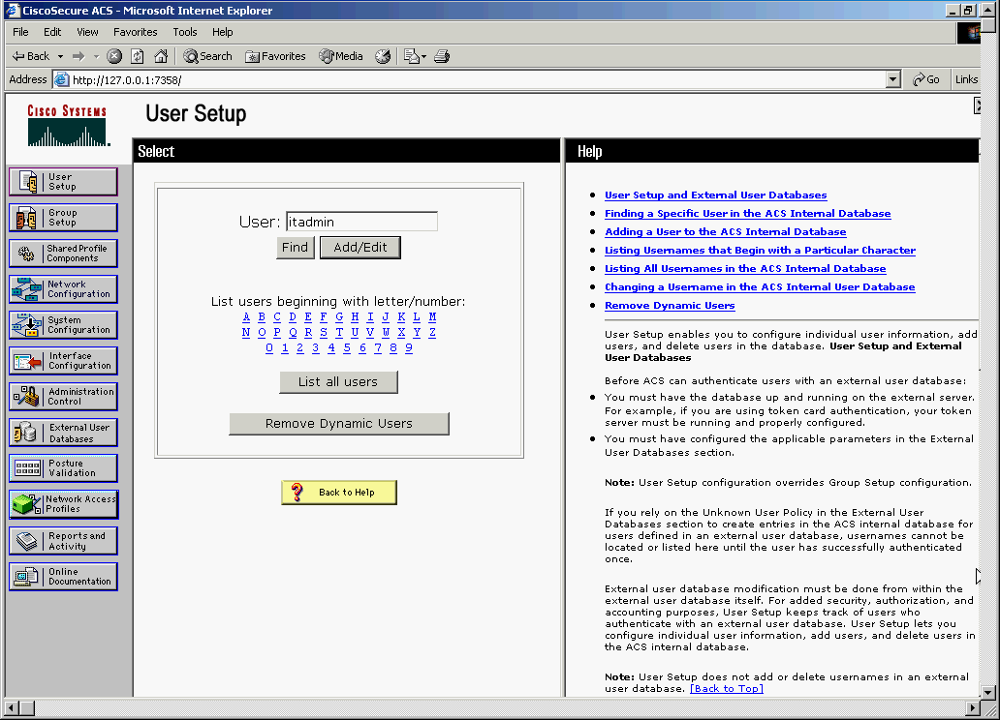 CiscoSecure ACS - Microsoft Internet Explorer
File Edit View Favorites Tools Help
Back Search Favorites Media
Address http://127.0.0.1:7358/ Go Links
CISCO SYSTEMS
User Setup
User Setup
Group Setup
Shared Profile Components
Network Configuration
System Configuration
Interface Configuration
Administration Control
External User Databases
Posture Validation
Network Access Profiles
Reports and Activity
Online Documentation
Select
User: itadmin
Find Add/Edit
List users beginning with letter/number:
A B C D E F G H I J K L M
N O P Q R S T U V W X Y Z
0 1 2 3 4 5 6 7 8 9
List all users
Remove Dynamic Users
Back to Help
Help
User Setup and External User Databases
Finding a Specific User in the ACS Internal Database
Adding a User to the ACS Internal Database
Listing Usernames that Begin with a Particular Character
Listing All Usernames in the ACS Internal Database
Changing a Username in the ACS Internal User Database
Remove Dynamic Users
User Setup enables you to configure individual user information, add
users, and delete users in the database. User Setup and External
User Databases
Before ACS can authenticate users with an external user database:
You must have the database up and running on the external server.
For example, if you are using token card authentication, your token
server must be running and properly configured.
You must have configured the applicable parameters in the External
User Databases section.
Note: User Setup configuration overrides Group Setup configuration.
If you rely on the Unknown User Policy in the External User
Databases section to create entries in the ACS internal database for
users defined in an external user database, usernames cannot be
located or listed here until the user has successfully authenticated
once.
External user database modification must be done from within the
external user database itself. For added security, authorization, and
accounting purposes, User Setup keeps track of users who
authenticate with an external user database. User Setup lets you
configure individual user information, add users, and delete users in
the ACS internal database.
Note: User Setup does not add or delete usernames in an external
user database. [Back to Top]